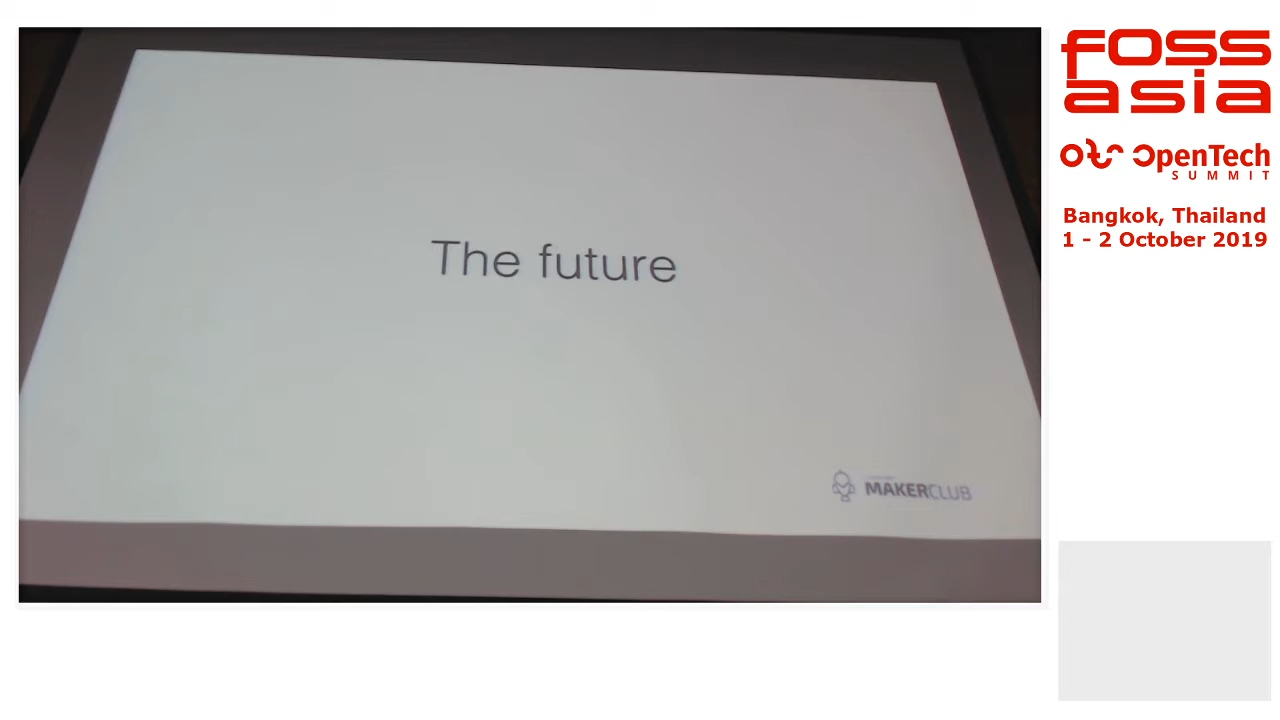 The future
MAKERCLUB
foss
asia
OpenTech
SUMMIT
Bangkok, Thailand
1 - 2 October 2019